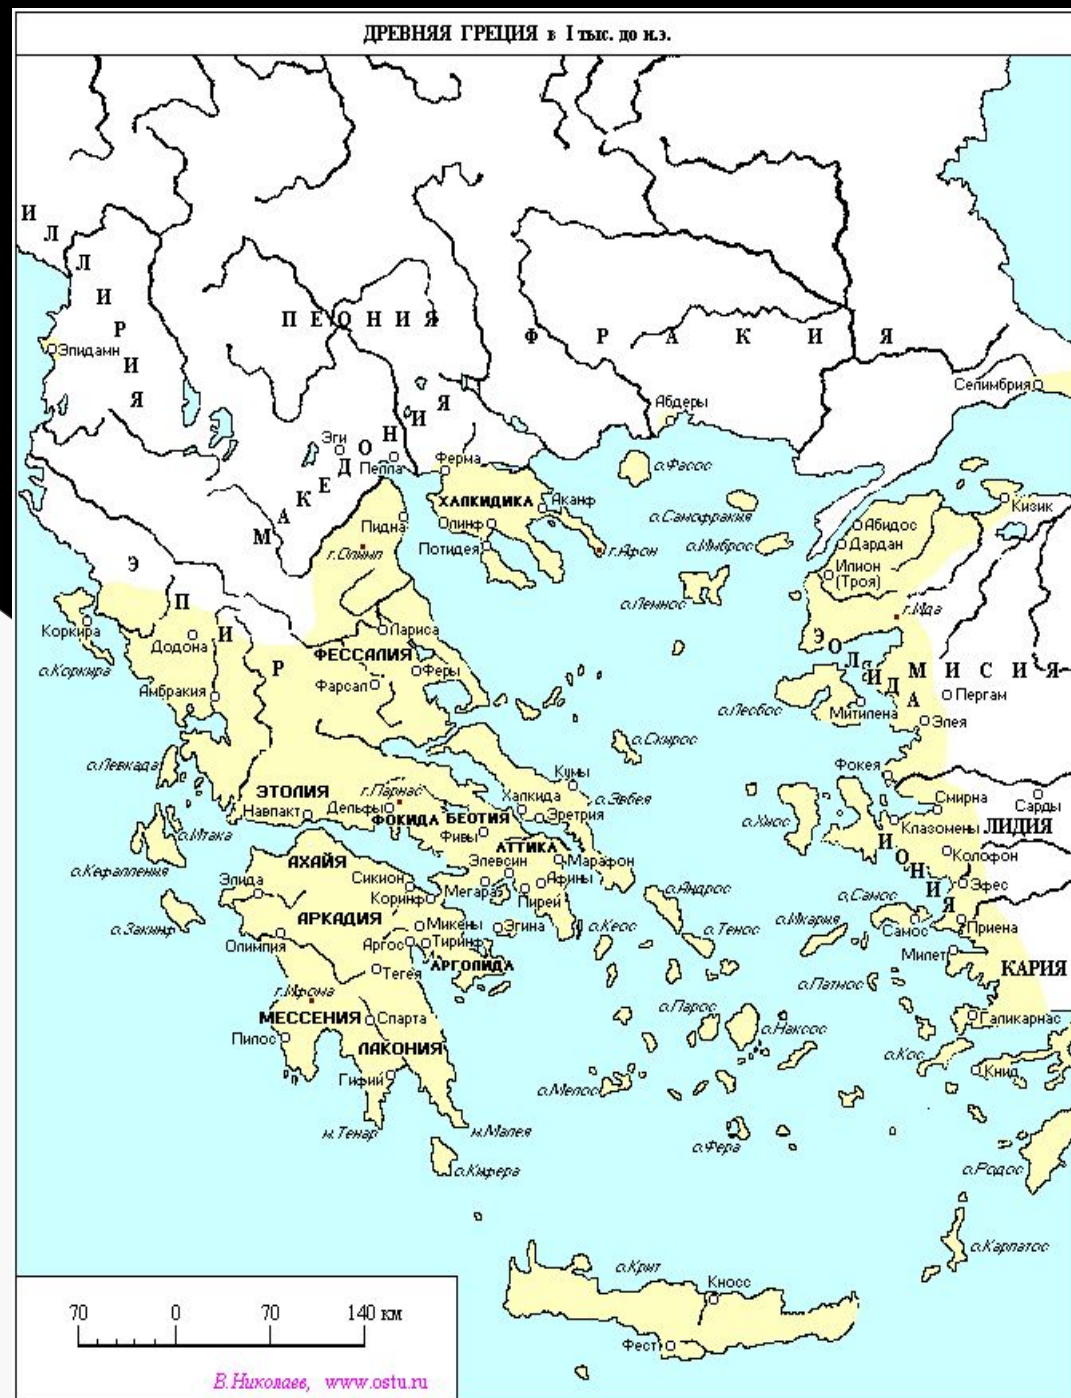 ДРЕВНЯЯ ГРЕЦИЯ в I тыс. до н.э.
ИЛЛИРИЯ
ПЕОНИЯ
ФРАКИЯ
Эпидамн
Селимбрия
Абдеры
Эги
МАКЕДОНИЯ
Пелла
Ферма
о.Фасос
ХАЛКИДИКА
Аканф
Кизик
Пидна
Олинф
о.Самофракия
Абидос
г.Олимп
Потидея
г.Афон
о.Имброс
Дардан
Илион
(Троя)
ЭПИР
о.Лемнос
г.Ида
Коркира
Додона
Лариса
ЭОЛИДА
о.Коркира
ФЕССАЛИЯ
Феры
МИСИЯ
Амбракия
Фарсал
Пергам
о.Лесбос
Митилена
Элея
о.Скирос
о.Левкада
Фокея
Кумы
ЭТОЛИЯ
г.Парнас
Халкида
о.Эвбея
Смирна
Сарды
Навпакт
Дельфы
ФОКИДА
БЕОТИЯ
Эретрия
о.Хиос
Клазомены
ЛИДИЯ
о.Итака
Фивы
АТТИКА
ИОНИЯ
о.Кефалления
АХАЙЯ
Элевсин
Марафон
Колофон
Элида
Сикион
Мегара
Афины
Эфес
Коринф
Пирей
о.Андрос
о.Самос
о.Закинф
АРКАДИЯ
Микены
Эгина
о.Кеос
о.Тенос
о.Икария
Самос
Приена
Олимпия
Аргос
Тиринф
Милет
АРГОЛИДА
Тегея
КАРИЯ
г.Ифома
о.Патмос
МЕССЕНИЯ
Спарта
о.Парос
о.Наксос
Галикарнас
Пилос
ЛАКОНИЯ
о.Кос
Гифий
о.Мелос
Книд
м.Тенар
м.Малея
о.Фера
о.Кифера
о.Родос
о.Карпатос
о.Крит
Кносс
Фест
70 0 70 140 км
В.Николаев, www.ostu.ru